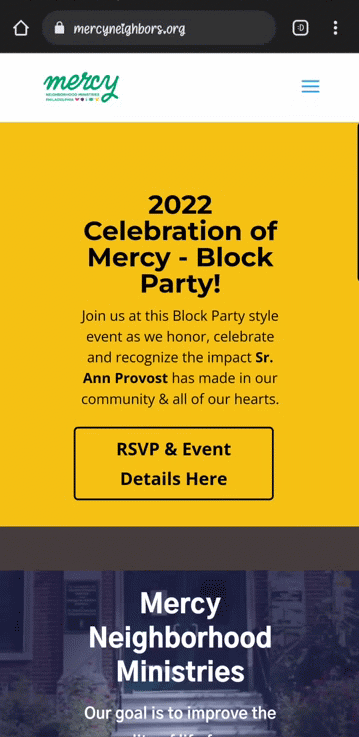 mercyneighbors.org
:D
mercy
NEIGHBORHOOD MINISTRIES
PHILADELPHIA
2022
Celebration of
Mercy - Block
Party!
Join us at this Block Party style
event as we honor, celebrate
and recognize the impact Sr.
Ann Provost has made in our
community & all of our hearts.
RSVP & Event
Details Here
Mercy
Neighborhood
Ministries
Our goal is to improve the